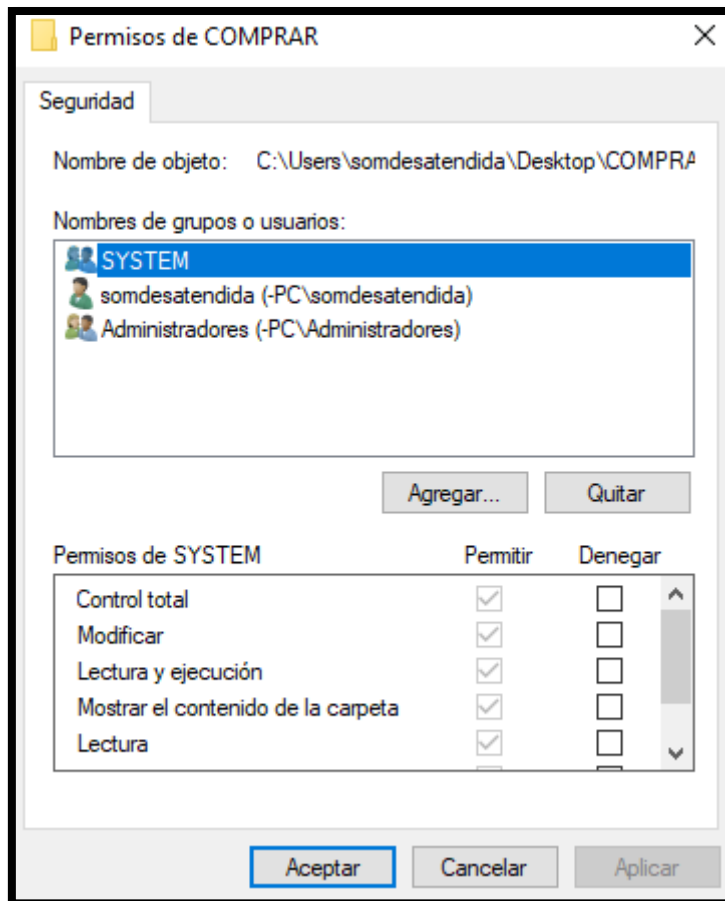 Permisos de COMPRAR
Seguridad
Nombre de objeto: C:\Users\somdesatendida\Desktop\COMPRA
Nombres de grupos o usuarios:
SYSTEM
somdesatendida (-PC\somdesatendida)
Administradores (-PC\Administradores)
Agregar... Quitar
Permisos de SYSTEM Permitir Denegar
Control total
Modificar
Lectura y ejecución
Mostrar el contenido de la carpeta
Lectura
Aceptar Cancelar Aplicar